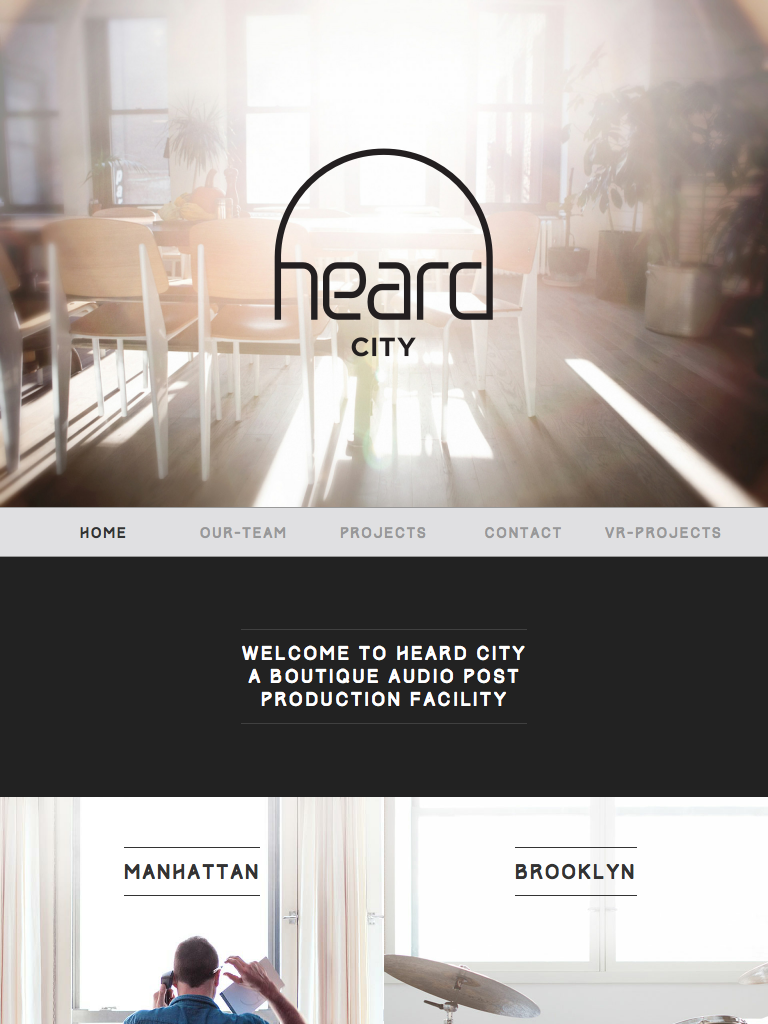 heard
CITY
HOME OUR-TEAM PROJECTS CONTACT VR-PROJECTS
WELCOME TO HEARD CITY
A BOUTIQUE AUDIO POST
PRODUCTION FACILITY
MANHATTAN
BROOKLYN